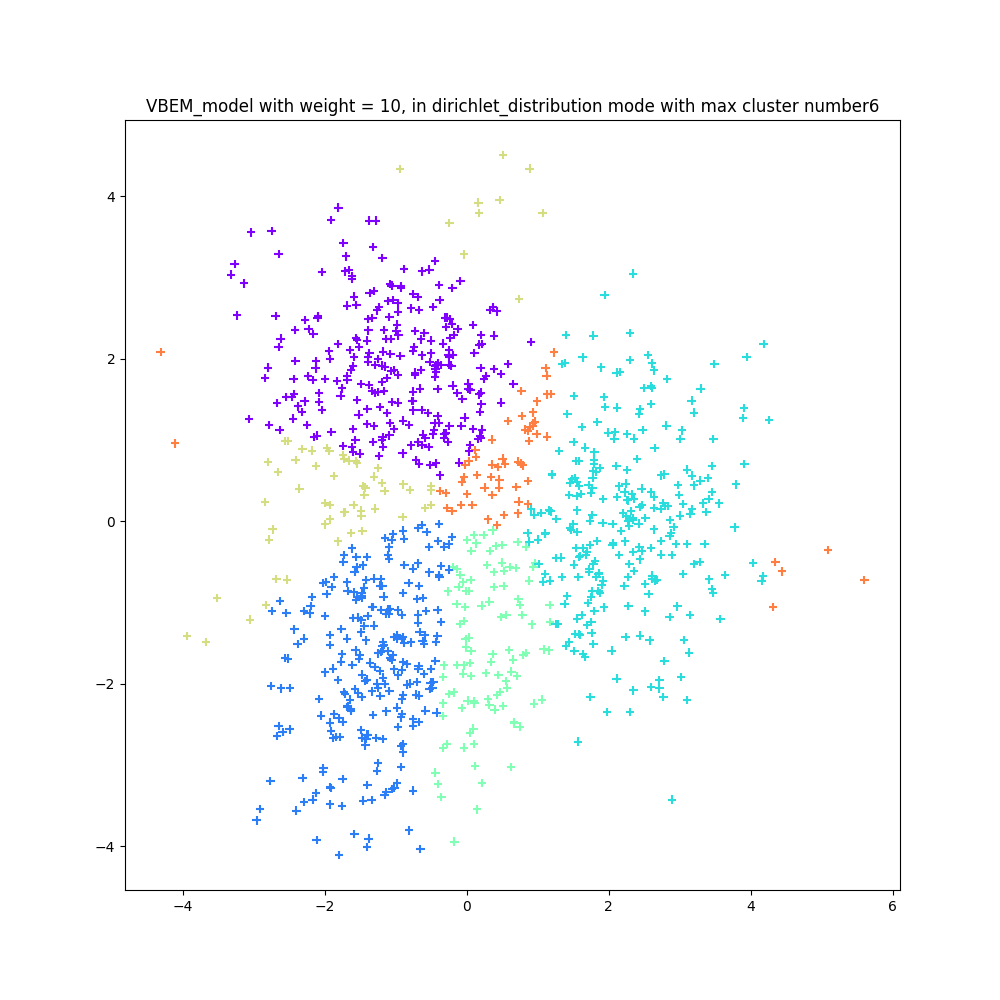 VBEM_model with weight = 10, in dirichlet_distribution mode with max cluster number6
4
2
0
−2
−4
−4 −2 0 2 4 6